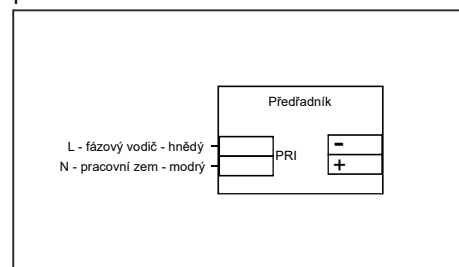 Předřadník
L - fázový vodič - hnědý
N - pracovní zem - modrý
PRI
-
+